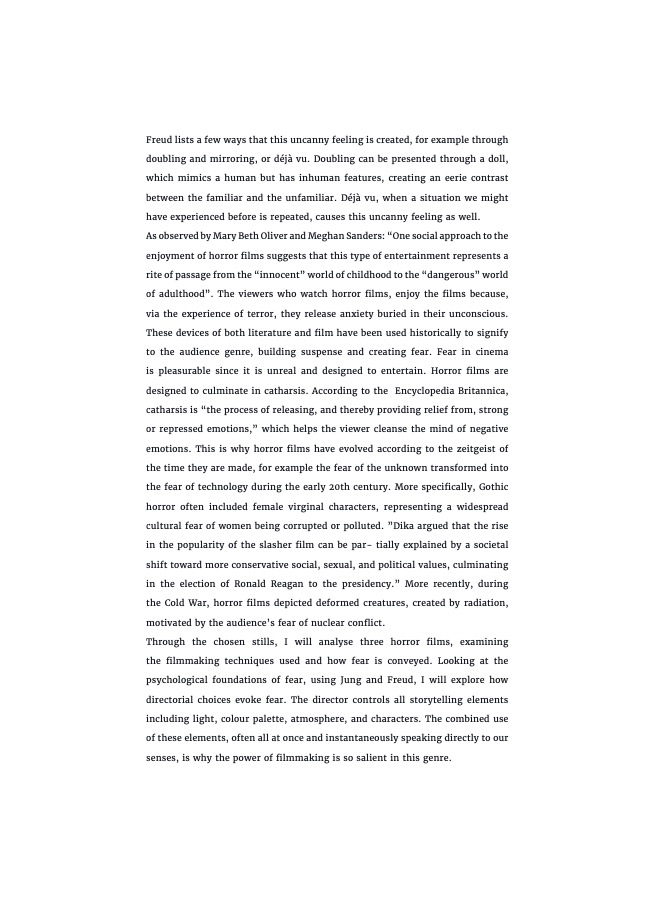 Freud lists a few ways that this uncanny feeling is created, for example through
doubling and mirroring, or déjà vu. Doubling can be presented through a doll,
which mimics a human but has inhuman features, creating an eerie contrast
between the familiar and the unfamiliar. Déjà vu, when a situation we might
have experienced before is repeated, causes this uncanny feeling as well.
As observed by Mary Beth Oliver and Meghan Sanders: “One social approach to the
enjoyment of horror films suggests that this type of entertainment represents a
rite of passage from the “innocent” world of childhood to the “dangerous” world
of adulthood”. The viewers who watch horror films, enjoy the films because,
via the experience of terror, they release anxiety buried in their unconscious.
These devices of both literature and film have been used historically to signify
to the audience genre, building suspense and creating fear. Fear in cinema
is pleasurable since it is unreal and designed to entertain. Horror films are
designed to culminate in catharsis. According to the Encyclopedia Britannica,
catharsis is “the process of releasing, and thereby providing relief from, strong
or repressed emotions,” which helps the viewer cleanse the mind of negative
emotions. This is why horror films have evolved according to the zeitgeist of
the time they are made, for example the fear of the unknown transformed into
the fear of technology during the early 20th century. More specifically, Gothic
horror often included female virginal characters, representing a widespread
cultural fear of women being corrupted or polluted. ”Dika argued that the rise
in the popularity of the slasher film can be par- tially explained by a societal
shift toward more conservative social, sexual, and political values, culminating
in the election of Ronald Reagan to the presidency.” More recently, during
the Cold War, horror films depicted deformed creatures, created by radiation,
motivated by the audience's fear of nuclear conflict.
Through the chosen stills, I will analyse three horror films, examining
the filmmaking techniques used and how fear is conveyed. Looking at the
psychological foundations of fear, using Jung and Freud, I will explore how
directorial choices evoke fear. The director controls all storytelling elements
including light, colour palette, atmosphere, and characters. The combined use
of these elements, often all at once and instantaneously speaking directly to our
senses, is why the power of filmmaking is so salient in this genre.